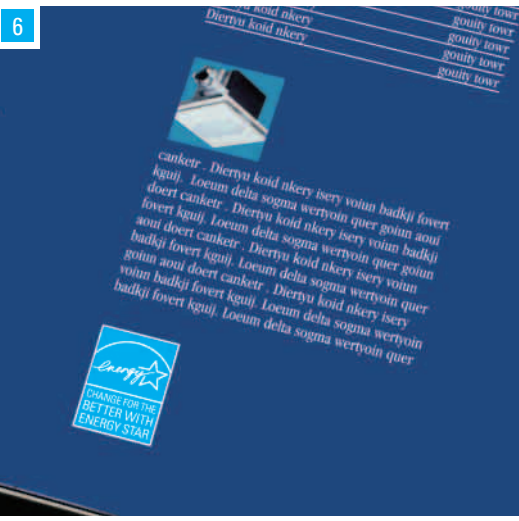 6
gouity towr
nkery gouity towr
koid nkery gouity towr
Diertyu koid nkery gouity towr
canketr . Diertyu koid nkery isery voiun badkji fovert
kguij. Loeum delta sogma wertyoin quer goiun aoui
doert canketr . Diertyu koid nkery isery voiun badkji
fovert kguij. Loeum delta sogma wertyoin quer goiun
aoui doert canketr . Diertyu koid nkery isery voiun
badkji fovert kguij. Loeum delta sogma wertyoin quer
goiun aoui doert canketr . Diertyu koid nkery isery
voiun badkji fovert kguij. Loeum delta sogma wertyoin
badkji fovert kguij. Loeum delta sogma wertyoin quer
energy
CHANGE FOR THE
BETTER WITH
ENERGY STAR